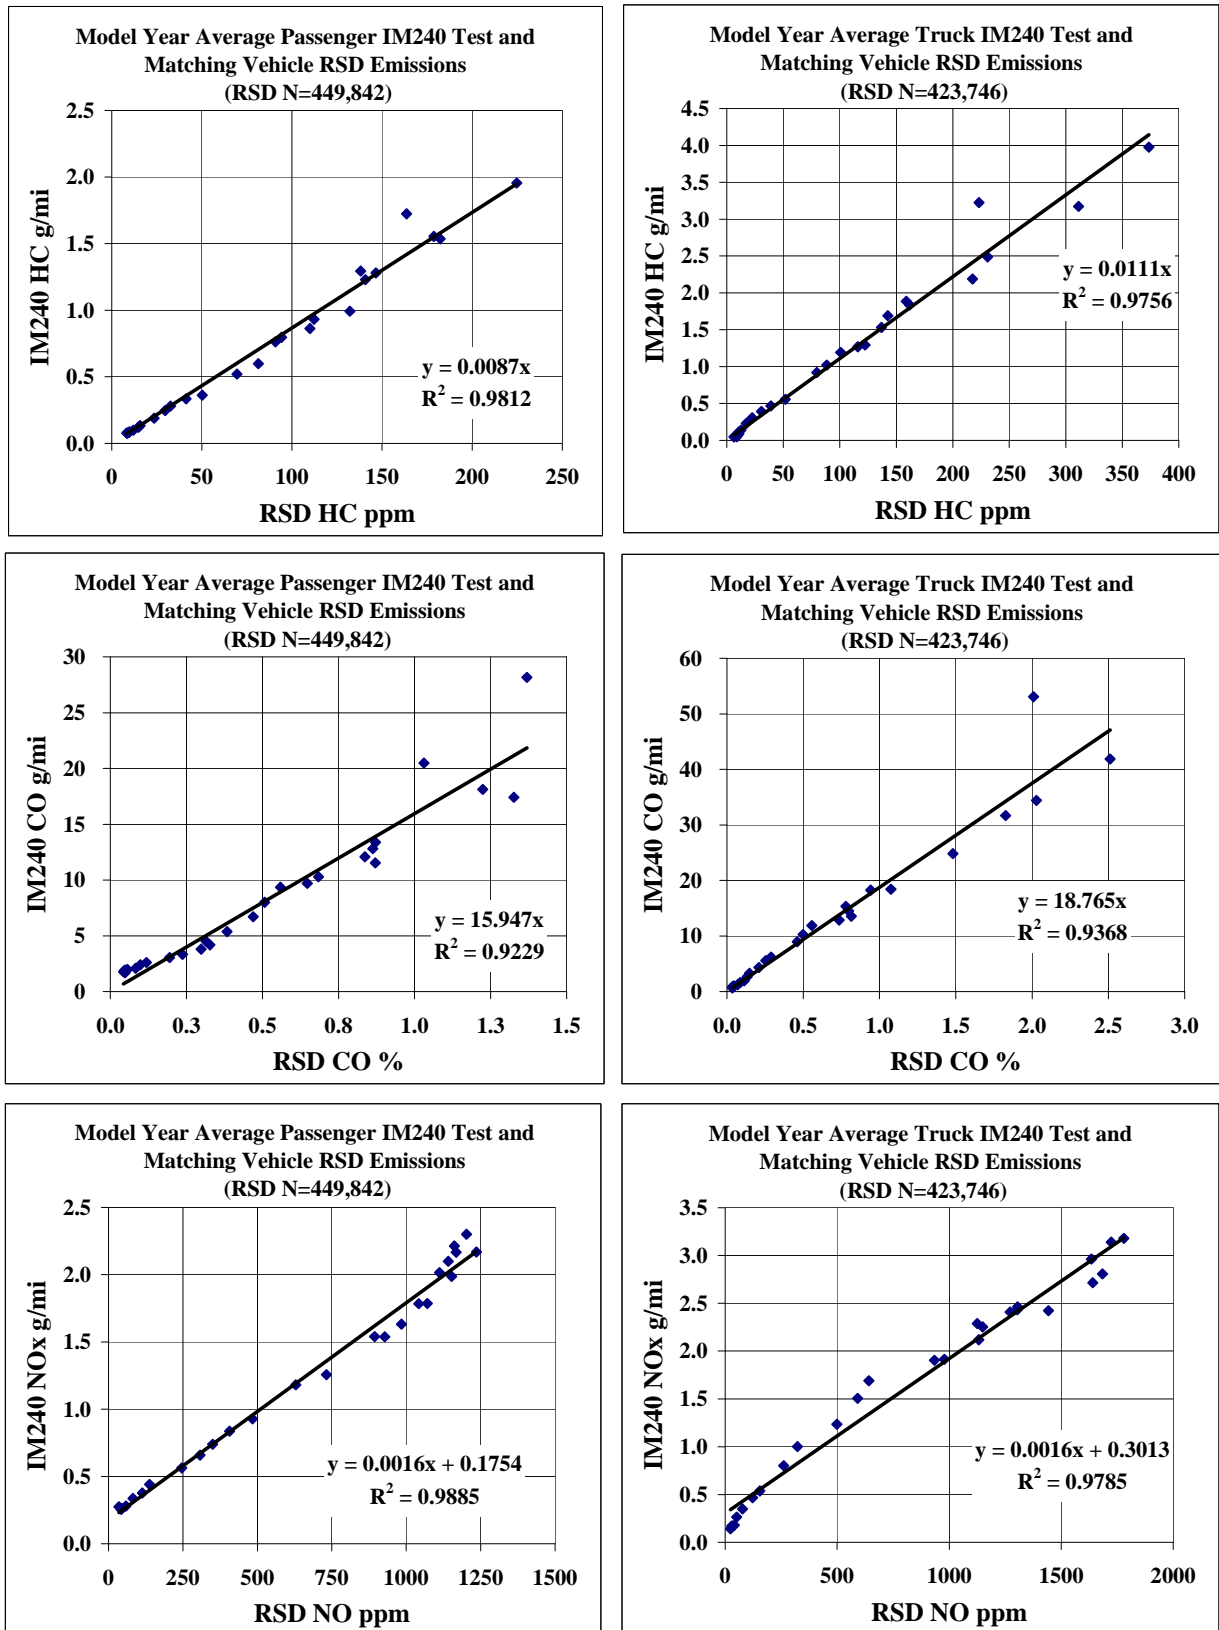 Model Year Average Passenger IM240 Test and
Matching Vehicle RSD Emissions
(RSD N=449,842)
2.5
2.0
1.5
1.0
0.5
0.0
IM240 HC g/mi
y = 0.0087x
R² = 0.9812
0 50 100 150 200 250
RSD HC ppm
Model Year Average Truck IM240 Test and
Matching Vehicle RSD Emissions
(RSD N=423,746)
4.5
4.0
3.5
3.0
2.5
2.0
1.5
1.0
0.5
0.0
IM240 HC g/mi
y = 0.0111x
R² = 0.9756
0 50 100 150 200 250 300 350 400
RSD HC ppm
Model Year Average Passenger IM240 Test and
Matching Vehicle RSD Emissions
(RSD N=449,842)
30
25
20
15
10
5
0
IM240 CO g/mi
y = 15.947x
R² = 0.9229
0.0 0.3 0.5 0.8 1.0 1.3 1.5
RSD CO %
Model Year Average Truck IM240 Test and
Matching Vehicle RSD Emissions
(RSD N=423,746)
60
50
40
30
20
10
0
IM240 CO g/mi
y = 18.765x
R² = 0.9368
0.0 0.5 1.0 1.5 2.0 2.5 3.0
RSD CO %
Model Year Average Passenger IM240 Test and
Matching Vehicle RSD Emissions
(RSD N=449,842)
2.5
2.0
1.5
1.0
0.5
0.0
IM240 NOx g/mi
y = 0.0016x + 0.1754
R² = 0.9885
0 250 500 750 1000 1250 1500
RSD NO ppm
Model Year Average Truck IM240 Test and
Matching Vehicle RSD Emissions
(RSD N=423,746)
3.5
3.0
2.5
2.0
1.5
1.0
0.5
0.0
IM240 NOx g/mi
y = 0.0016x + 0.3013
R² = 0.9785
0 500 1000 1500 2000
RSD NO ppm